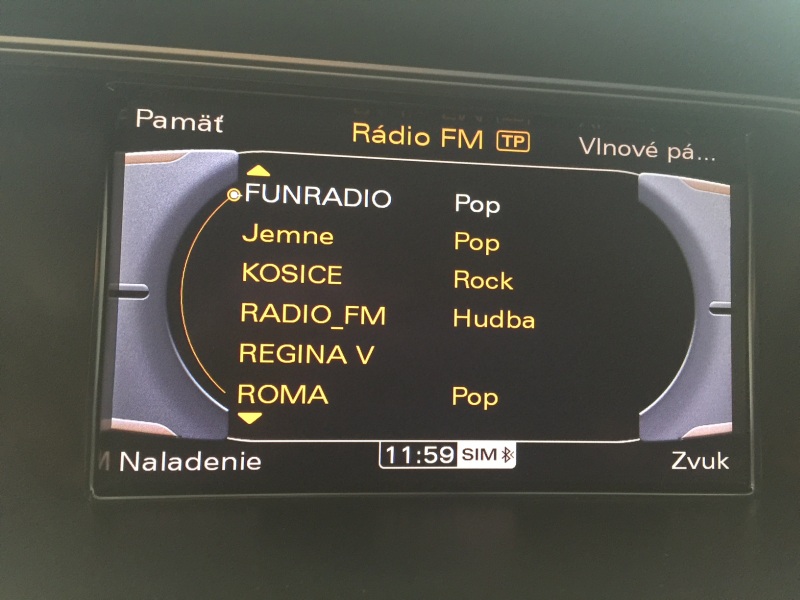 Pamäť
Rádio FM TP
Vlnové pá...
FUNRADIO Pop
Jemne Pop
KOSICE Rock
RADIO_FM Hudba
REGINA V
ROMA Pop
Naladenie
11:59 SIM
Zvuk